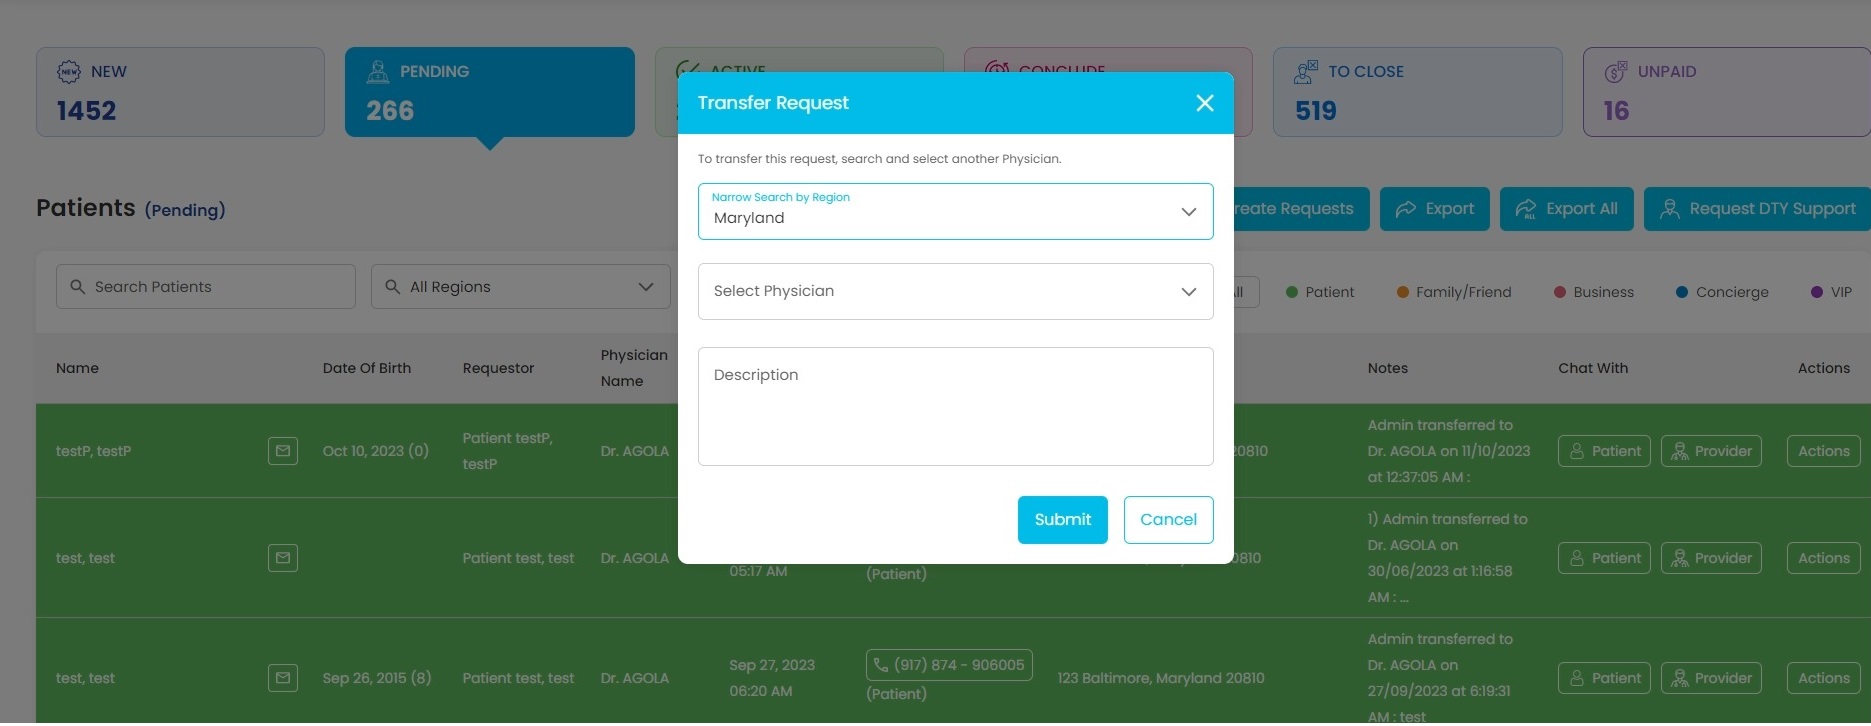 NEW
1452
PENDING
266
ACTIVE
CONCLUDE
TO CLOSE
519
UNPAID
16
Transfer Request
To transfer this request, search and select another Physician.
Narrow Search by Region
Maryland
Select Physician
Description
Submit
Cancel
Patients (Pending)
Requests
Export
Export All
Request DTY Support
Search Patients
All Regions
Patient
Family/Friend
Business
Concierge
VIP
Name
Date Of Birth
Requestor
Physician
Name
Notes
Chat With
Actions
testP, testP
Oct 10, 2023 (0)
Patient testP,
testP
Dr. AGOLA
20810
Admin transferred to
Dr. AGOLA on 11/10/2023
at 12:37:05 AM :
Patient
Provider
Actions
test, test
Patient test, test
Dr. AGOLA
05:17 AM
(Patient)
1) Admin transferred to
Dr. AGOLA on
30/06/2023 at 1:16:58
AM : ...
Patient
Provider
Actions
test, test
Sep 26, 2015 (8)
Patient test, test
Dr. AGOLA
Sep 27, 2023
06:20 AM
(917) 874 - 906005
(Patient)
123 Baltimore, Maryland 20810
Admin transferred to
Dr. AGOLA on
27/09/2023 at 6:19:31
AM : test
Patient
Provider
Actions